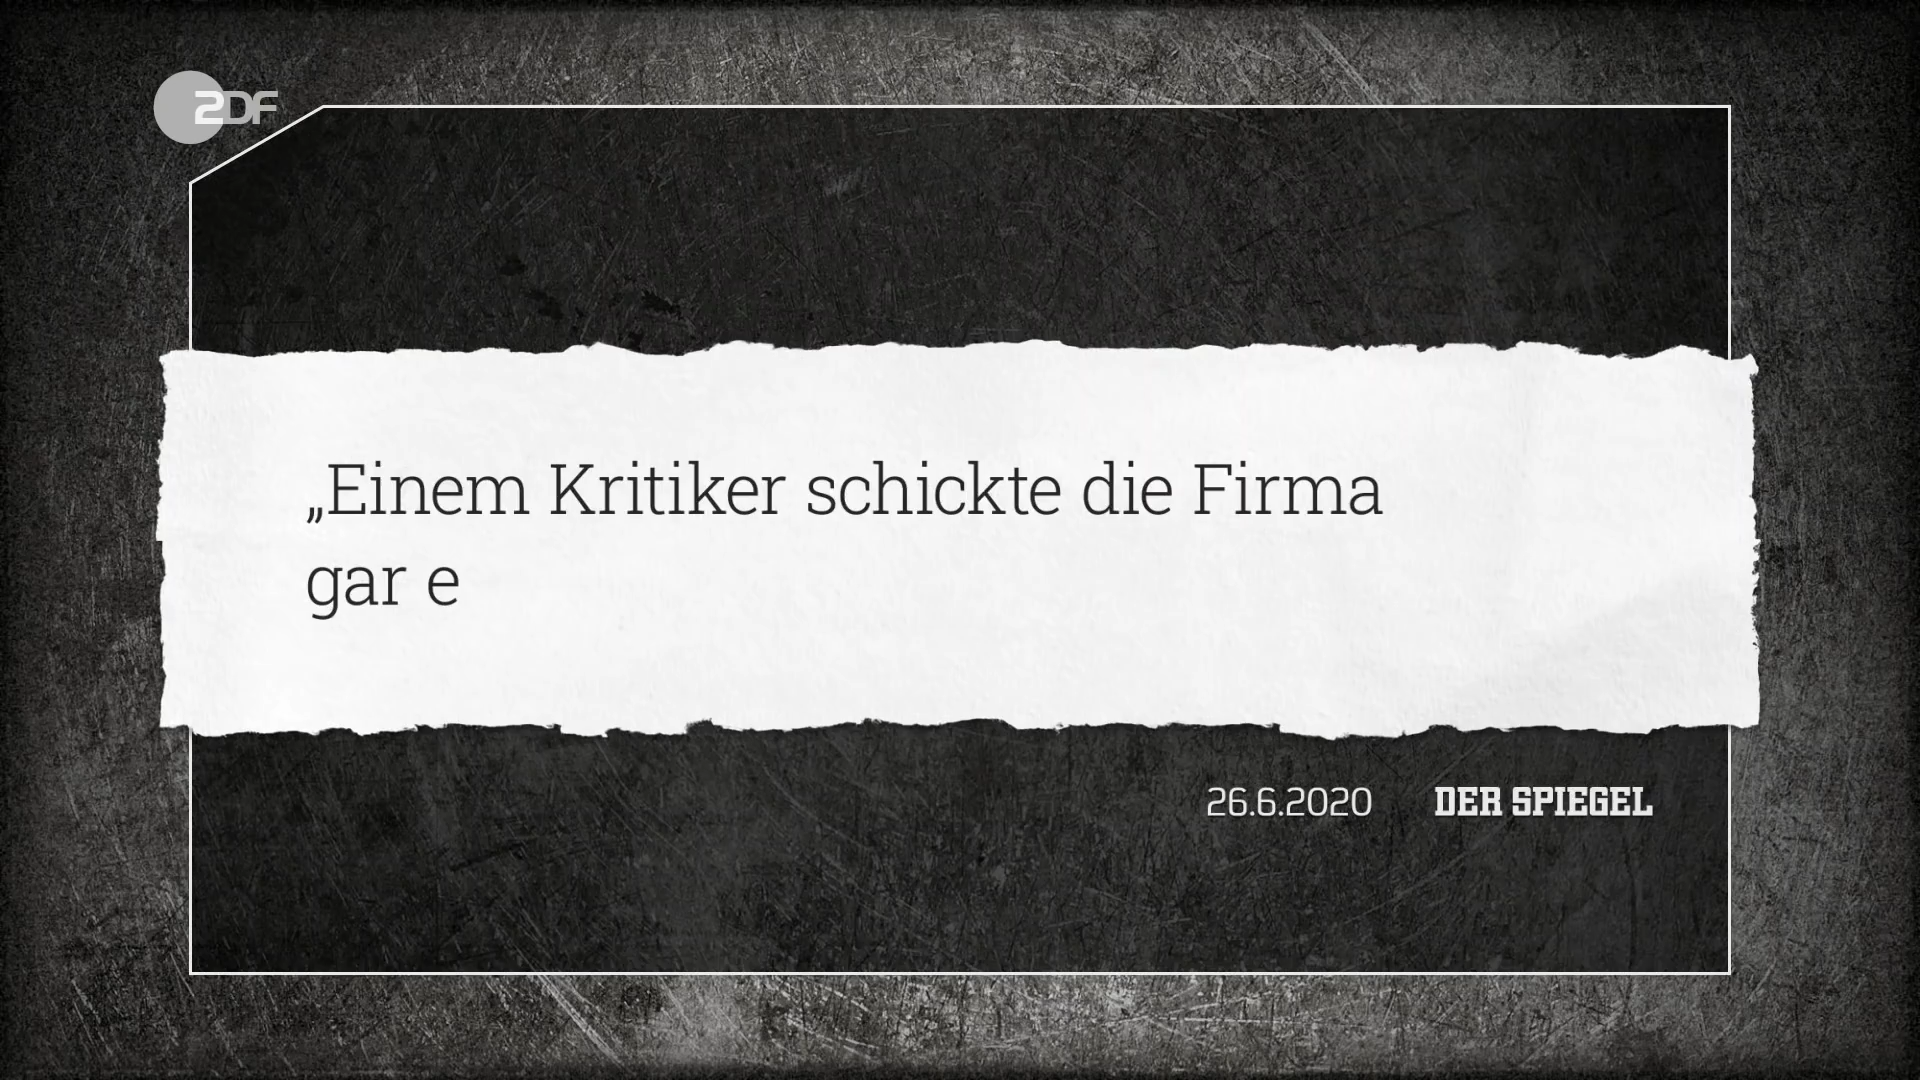 ZDF
„Einem Kritiker schickte die Firma
gar e
26.6.2020 DER SPIEGEL